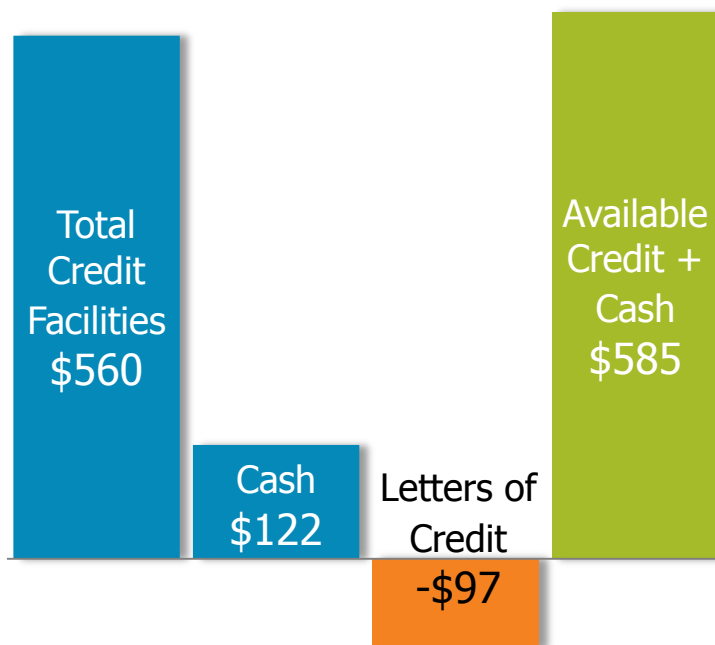 Total
Credit
Facilities
$560
Cash
$122
Letters of
Credit
-$97
Available
Credit +
Cash
$585